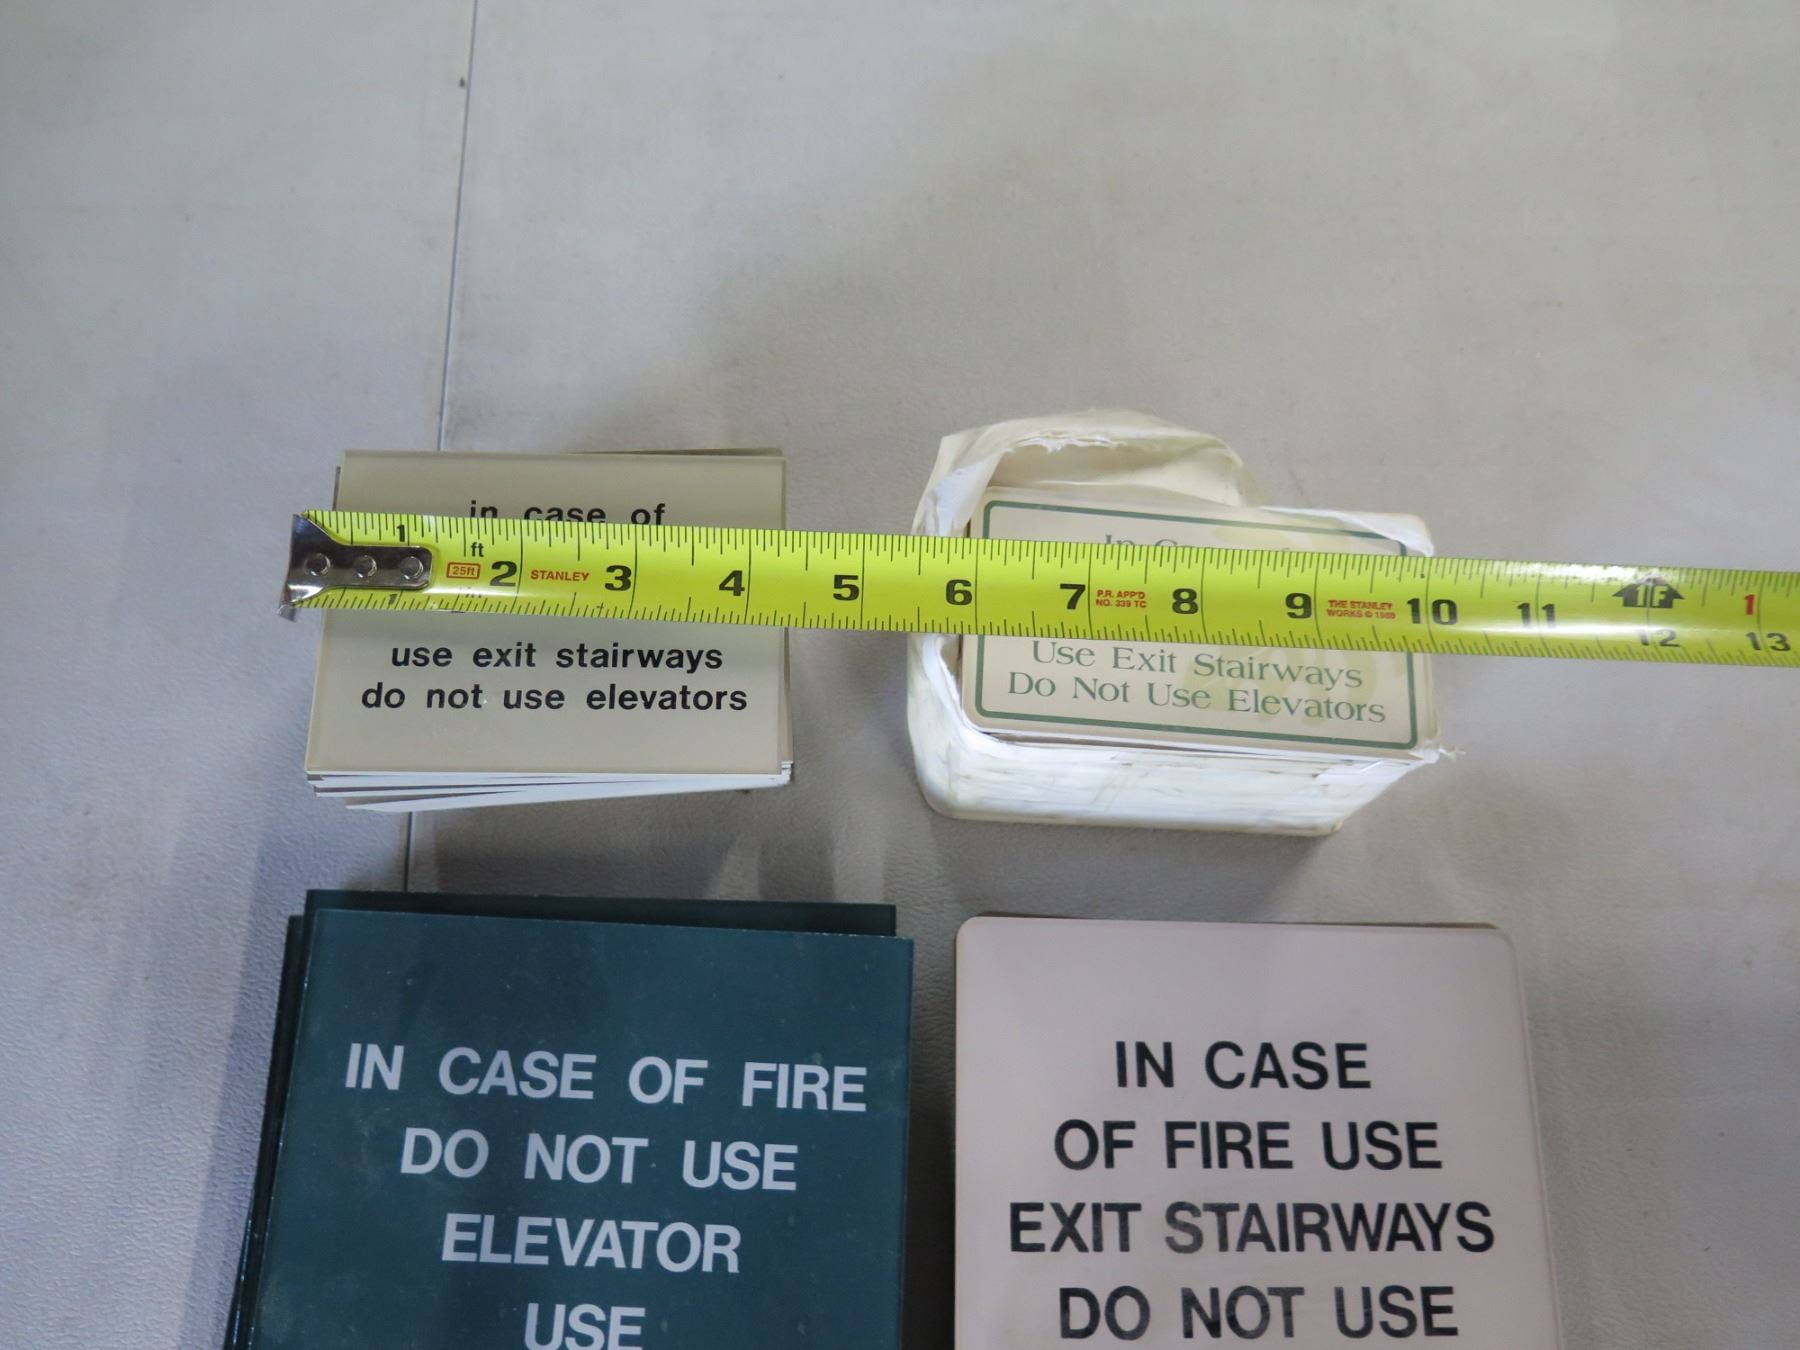 in case of
1 ft 25ft 2 STANLEY 3 4 5 6 7 P.R. APP'D NO. 339 TC 8 9 THE STANLEY WORKS © 1989 10 11 1F 12 1 13
use exit stairways
do not use elevators
Use Exit Stairways
Do Not Use Elevators
IN CASE OF FIRE
DO NOT USE
ELEVATOR
USE
IN CASE
OF FIRE USE
EXIT STAIRWAYS
DO NOT USE